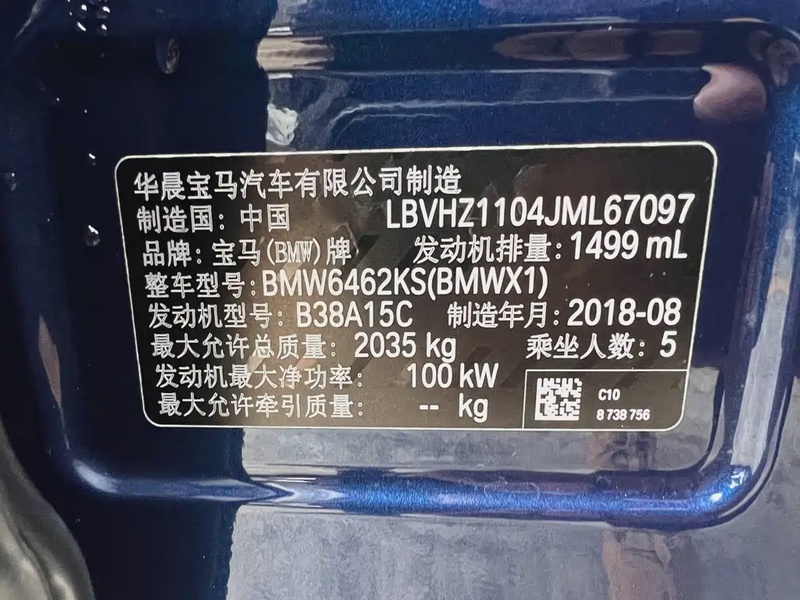 华晨宝马汽车有限公司制造
制造国: 中国 LBVHZ1104JML67097
品牌: 宝马(BMW)牌 发动机排量: 1499 mL
整车型号: BMW6462KS(BMWX1)
发动机型号: B38A15C 制造年月: 2018-08
最大允许总质量: 2035 kg 乘坐人数: 5
发动机最大净功率: 100 kW
最大允许牵引质量: -- kg
C10
8 738 756